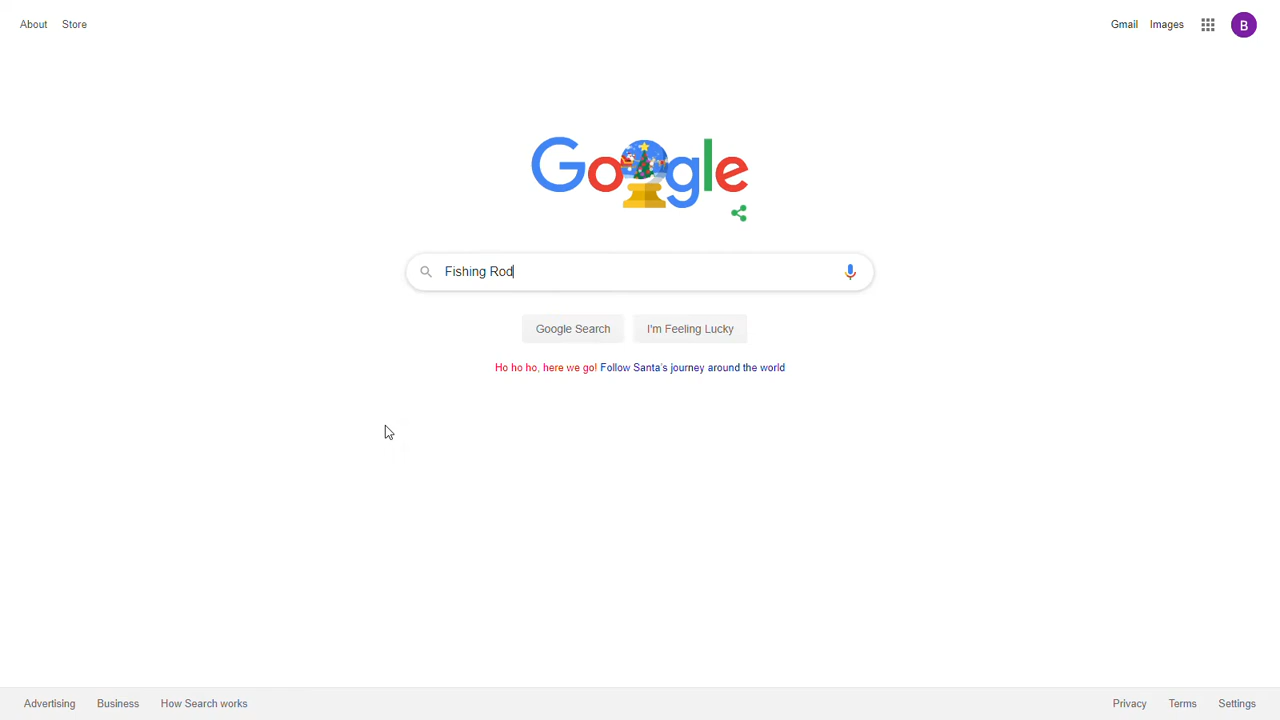 About Store
Gmail Images
B
Google
Fishing Rod
Google Search I'm Feeling Lucky
Ho ho ho, here we go! Follow Santa's journey around the world
Advertising Business How Search works
Privacy Terms Settings